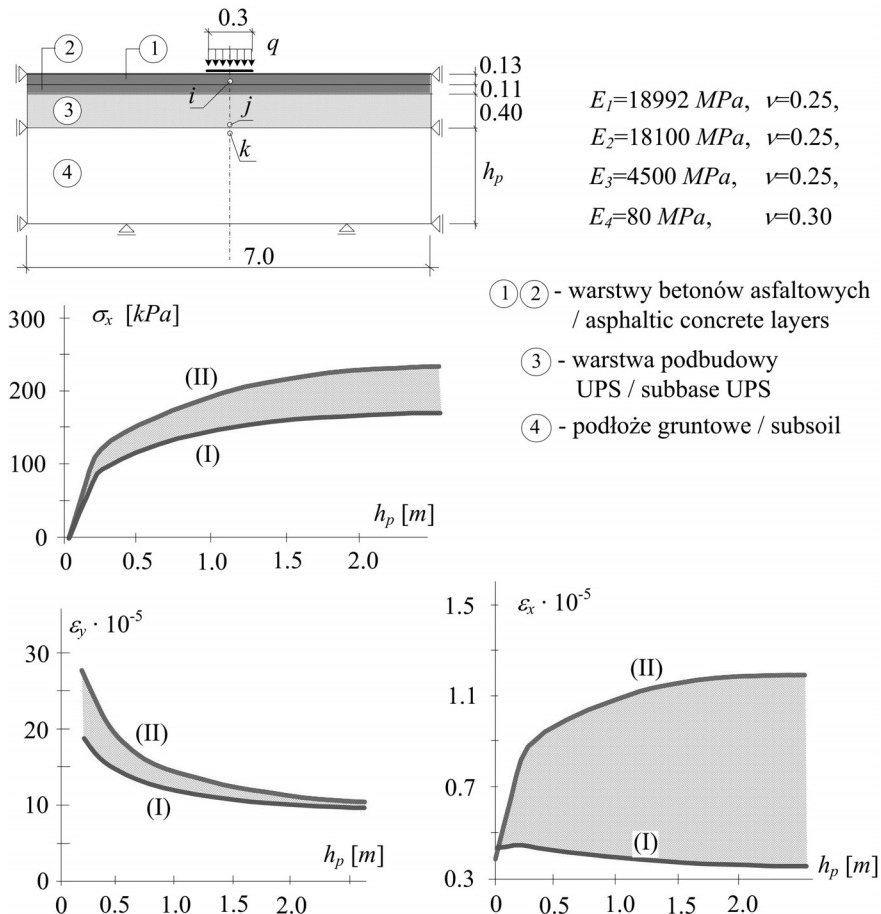 0.3
q
2
1
0.13
0.11
0.40
i
j
3
k
4
h_p
7.0
E_1=18992 MPa, ν=0.25,
E_2=18100 MPa, ν=0.25,
E_3=4500 MPa, ν=0.25,
E_4=80 MPa, ν=0.30
1 2 - warstwy betonów asfaltowych
/ asphaltic concrete layers
3 - warstwa podbudowy
UPS / subbase UPS
4 - podłoże gruntowe / subsoil
σ_x [kPa]
300
200
100
0
(II)
(I)
h_p [m]
0 0.5 1.0 1.5 2.0
ε_y · 10^-5
30
20
10
0
(II)
(I)
h_p [m]
0 0.5 1.0 1.5 2.0
ε_x · 10^-5
1.5
1.1
0.7
0.3
(II)
(I)
h_p [m]
0 0.5 1.0 2.0